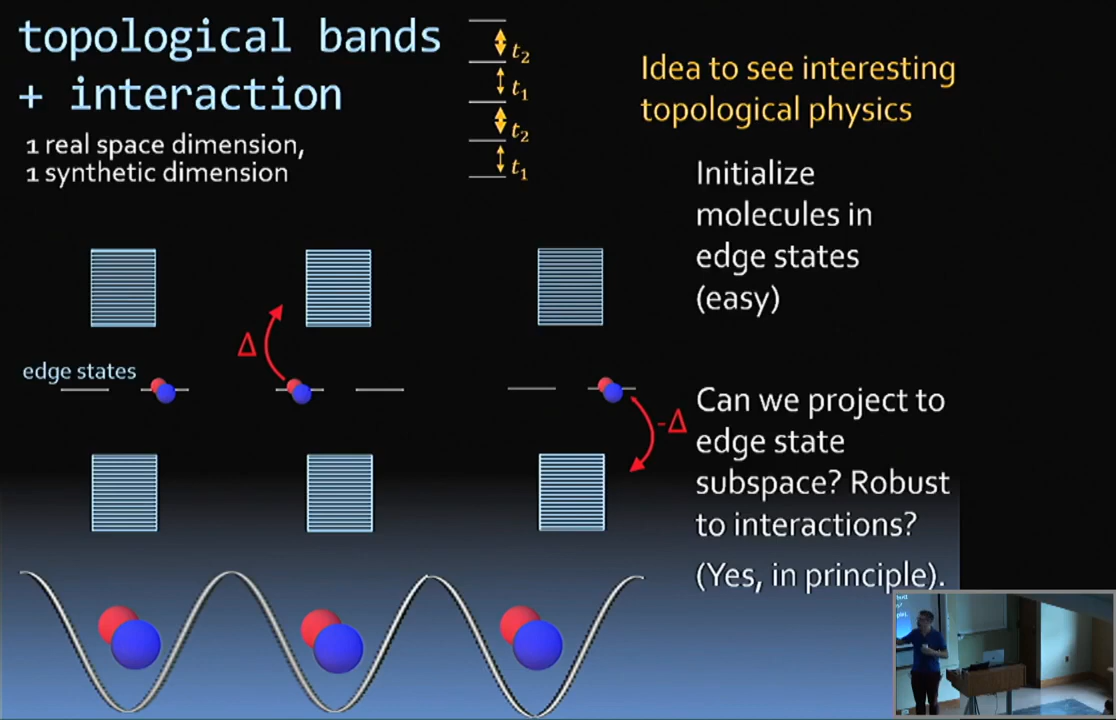 topological bands
+ interaction
1 real space dimension,
1 synthetic dimension
t₂
t₁
t₂
t₁
Idea to see interesting
topological physics
Initialize
molecules in
edge states
(easy)
Δ
edge states
-Δ
Can we project to
edge state
subspace? Robust
to interactions?
(Yes, in principle).